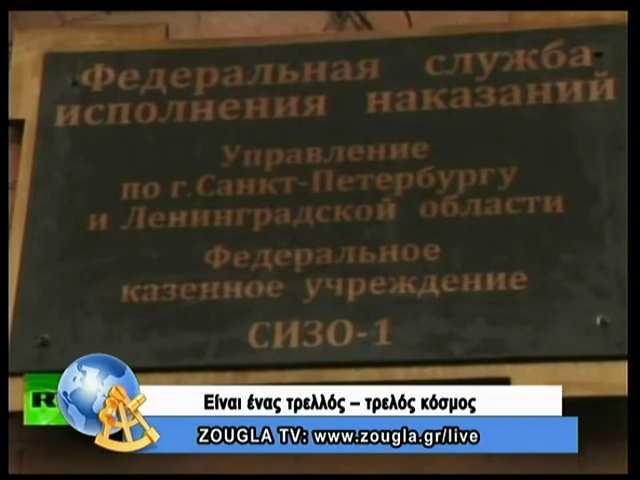 Федеральная служба
исполнения наказаний
Управление
по г.Санкт-Петербургу
и Ленинградской области
Федеральное
казенное учреждение
СИЗО-1
R
Είναι ένας τρελλός – τρελός κόσμος
ZOUGLA TV: www.zougla.gr/live